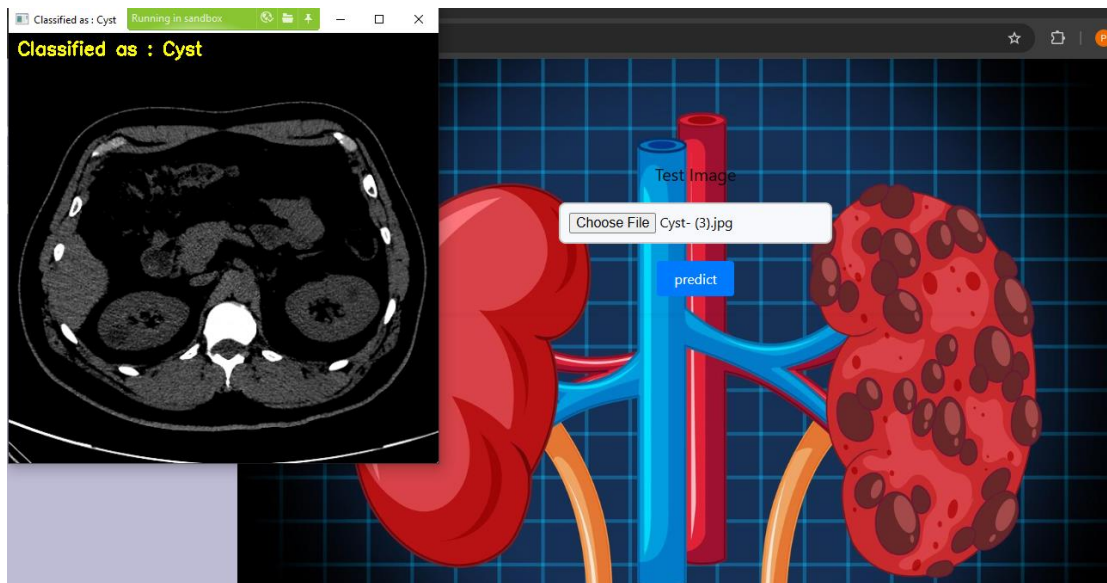 Classified as : Cyst
Running in sandbox
Classified as : Cyst
Test Image
Choose File Cyst- (3).jpg
predict
P